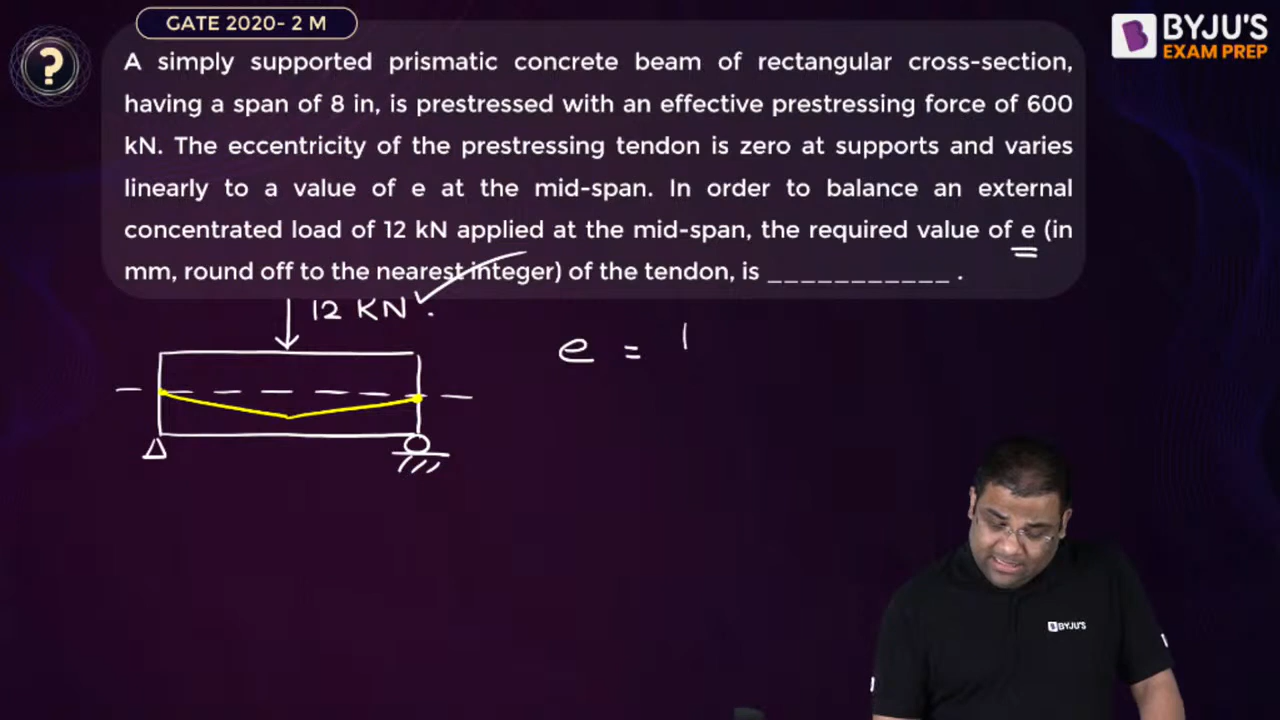 GATE 2020- 2 M
BYJU'S
EXAM PREP
?
A simply supported prismatic concrete beam of rectangular cross-section,
having a span of 8 in, is prestressed with an effective prestressing force of 600
kN. The eccentricity of the prestressing tendon is zero at supports and varies
linearly to a value of e at the mid-span. In order to balance an external
concentrated load of 12 kN applied at the mid-span, the required value of e (in
mm, round off to the nearest integer) of the tendon, is ___________ .
12 KN
e =
BYJU'S